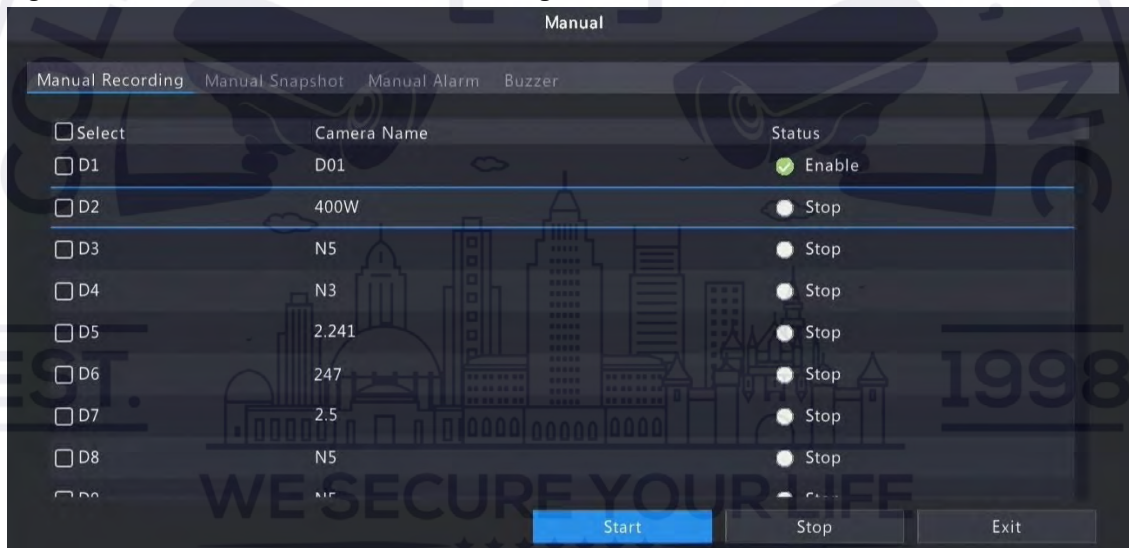 Manual
Manual Recording Manual Snapshot Manual Alarm Buzzer
Select Camera Name Status
D1 D01 Enable
D2 400W Stop
D3 N5 Stop
D4 N3 Stop
D5 2.241 Stop
D6 247 Stop
D7 2.5 Stop
D8 N5 Stop
EST. 1998
WE SECURE YOUR LIFE
Start Stop Exit